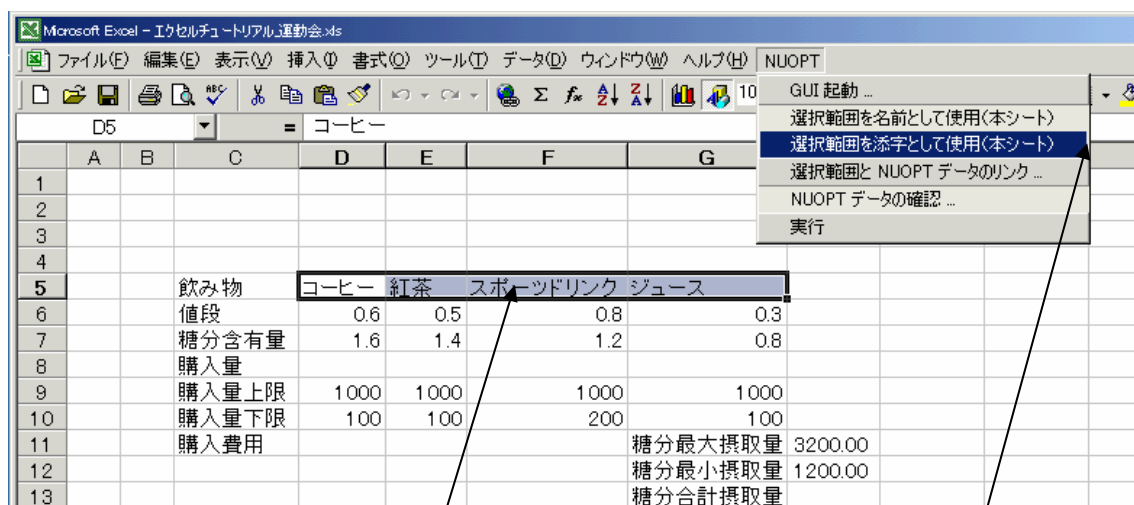 Microsoft Excel - エクセルチュートリアル_運動会.xls
ファイル(F) 編集(E) 表示(V) 挿入(I) 書式(O) ツール(T) データ(D) ウィンドウ(W) ヘルプ(H) NUOPT
10
GUI 起動 ...
選択範囲を名前として使用(本シート)
選択範囲を添字として使用(本シート)
選択範囲と NUOPT データのリンク ...
NUOPT データの確認 ...
実行
D5 = コーヒー
A B C D E F G
1
2
3
4
5 飲み物 コーヒー 紅茶 スポーツドリンク ジュース
6 値段 0.6 0.5 0.8 0.3
7 糖分含有量 1.6 1.4 1.2 0.8
8 購入量
9 購入量上限 1000 1000 1000 1000
10 購入量下限 100 100 200 100
11 購入費用 糖分最大摂取量 3200.00
12 糖分最小摂取量 1200.00
13 糖分合計摂取量